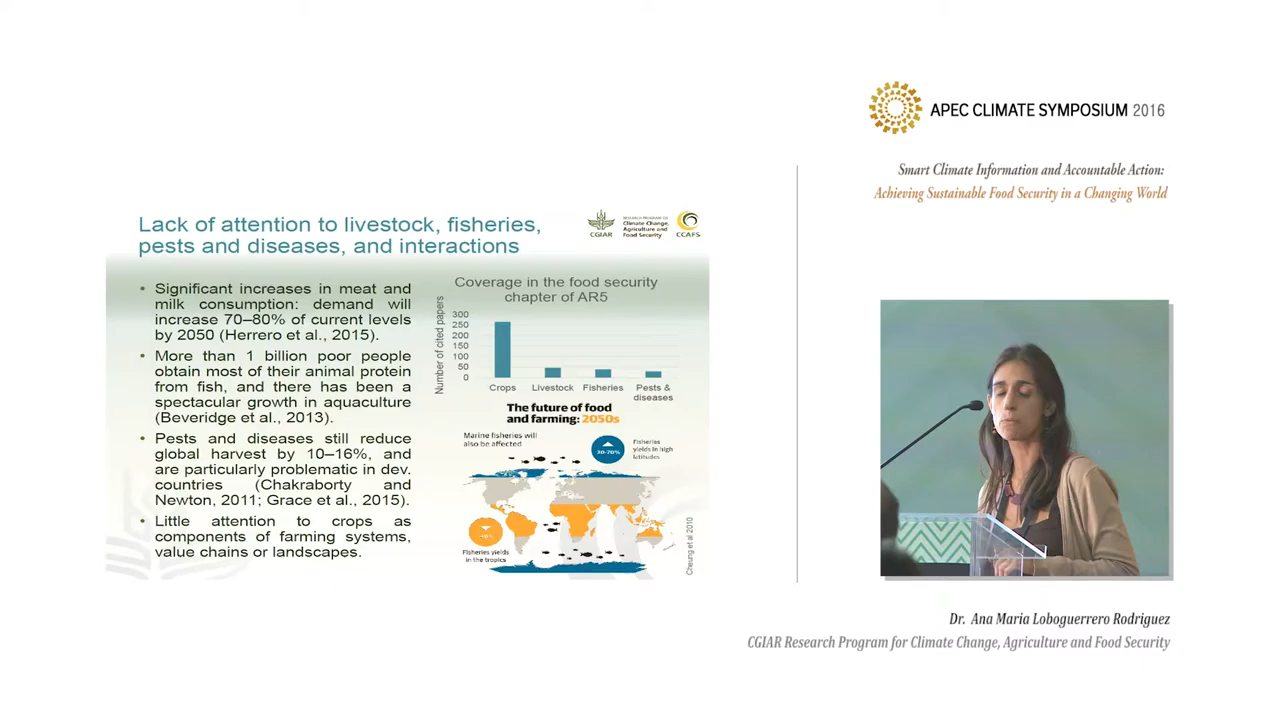 APEC CLIMATE SYMPOSIUM 2016
Smart Climate Information and Accountable Action:
Achieving Sustainable Food Security in a Changing World
Lack of attention to livestock, fisheries,
pests and diseases, and interactions
CGIAR
RESEARCH PROGRAM ON
Climate Change,
Agriculture and
Food Security
CCAFS
• Significant increases in meat and
milk consumption: demand will
increase 70–80% of current levels
by 2050 (Herrero et al., 2015).
• More than 1 billion poor people
obtain most of their animal protein
from fish, and there has been a
spectacular growth in aquaculture
(Beveridge et al., 2013).
• Pests and diseases still reduce
global harvest by 10–16%, and
are particularly problematic in dev.
countries (Chakraborty and
Newton, 2011; Grace et al., 2015).
• Little attention to crops as
components of farming systems,
value chains or landscapes.
Coverage in the food security
chapter of AR5
Number of cited papers
300
250
200
150
100
50
0
Crops
Livestock
Fisheries
Pests &
diseases
The future of food
and farming: 2050s
Marine fisheries will
also be affected
30-70%
Fisheries
yields in high
latitudes
Fisheries yields
in the tropics
Cheung et al 2010
Dr. Ana Maria Loboguerrero Rodriguez
CGIAR Research Program for Climate Change, Agriculture and Food Security